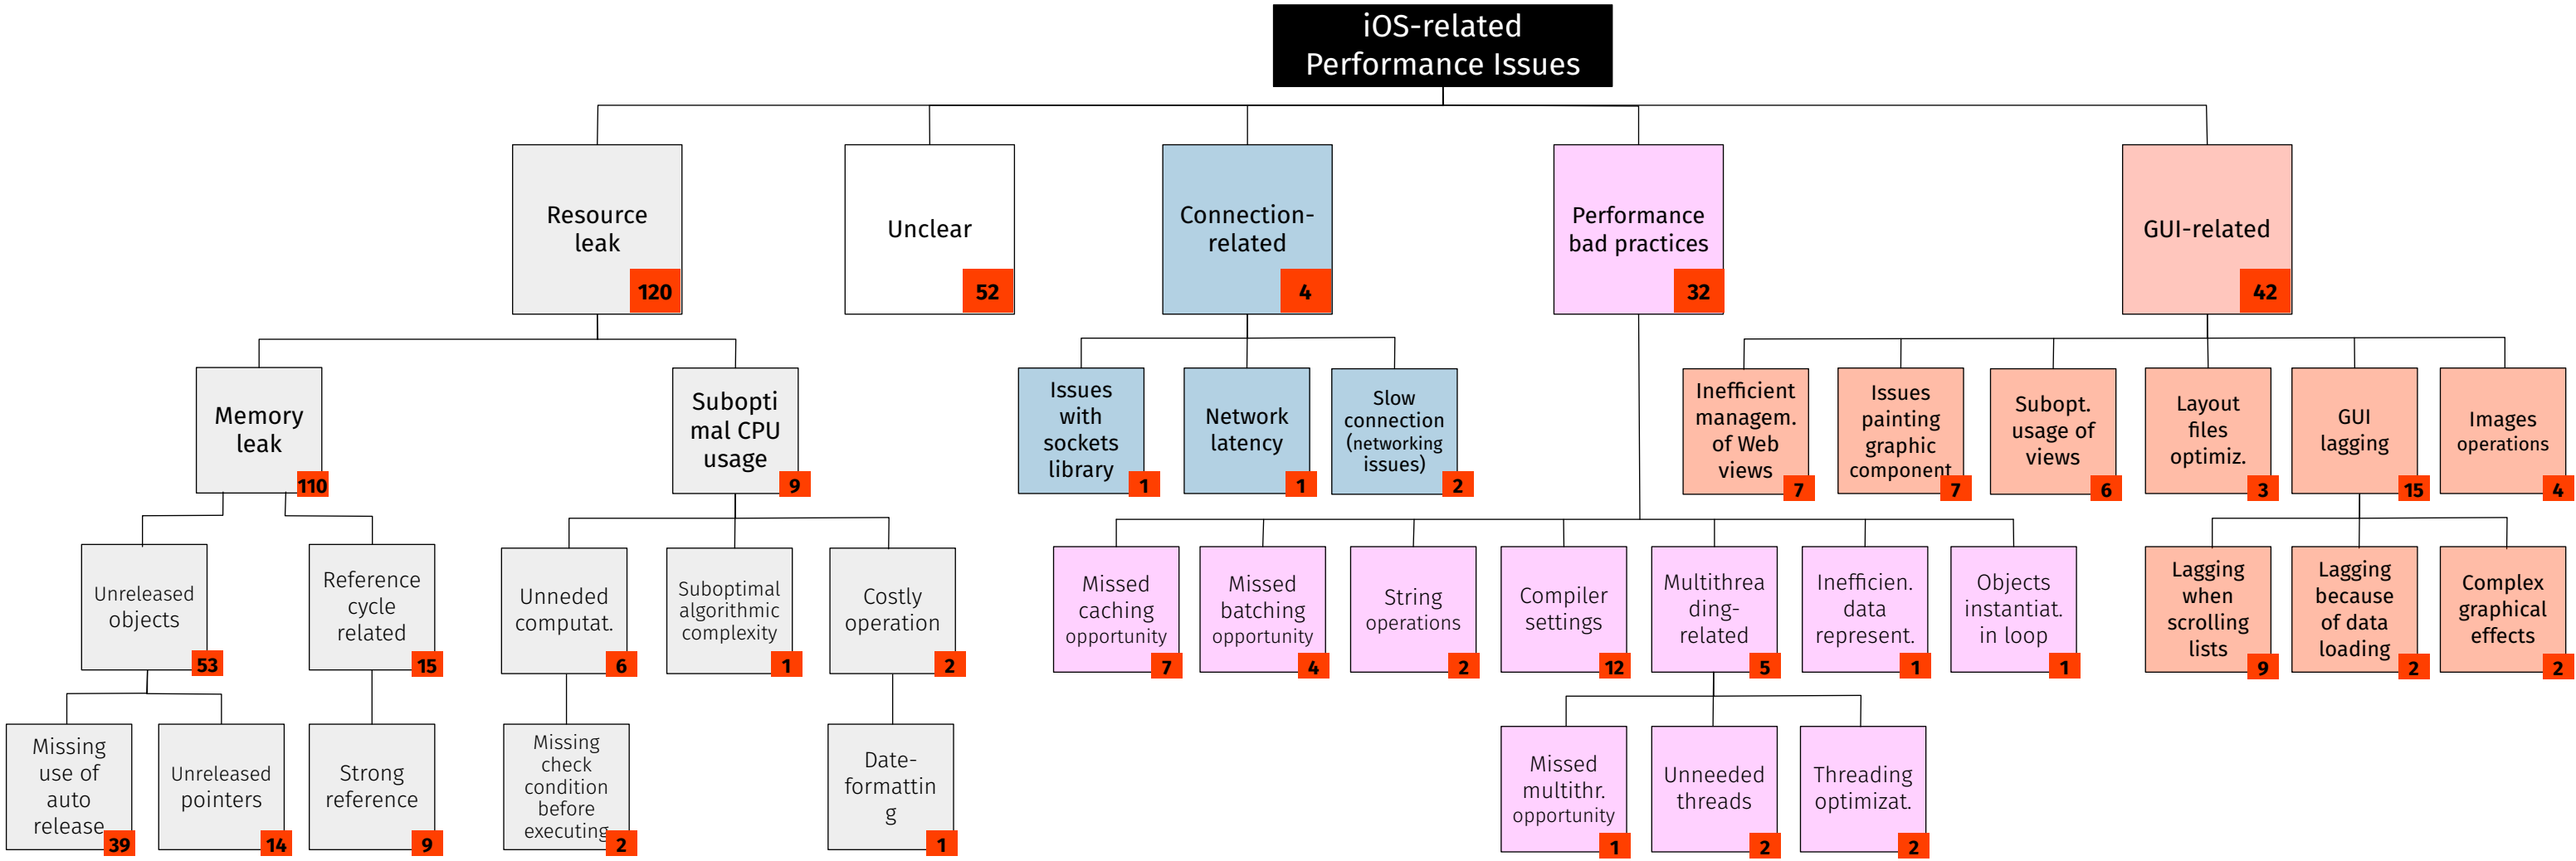 iOS-related
Performance Issues
Resource
leak
120
Unclear
52
Connection-
related
4
Performance
bad practices
32
GUI-related
42
Memory
leak
110
Subopti
mal CPU
usage
9
Issues
with
sockets
library
1
Network
latency
1
Slow
connection
(networking
issues)
2
Inefficient
managem.
of Web
views
7
Issues
painting
graphic
component
7
Subopt.
usage of
views
6
Layout
files
optimiz.
3
GUI
lagging
15
Images
operations
4
Unreleased
objects
53
Reference
cycle
related
15
Unneded
computat.
6
Suboptimal
algorithmic
complexity
1
Costly
operation
2
Missed
caching
opportunity
7
Missed
batching
opportunity
4
String
operations
2
Compiler
settings
12
Multithrea
ding-
related
5
Inefficien.
data
represent.
1
Objects
instantiat.
in loop
1
Lagging
when
scrolling
lists
9
Lagging
because
of data
loading
2
Complex
graphical
effects
2
Missing
use of
auto
release
39
Unreleased
pointers
14
Strong
reference
9
Missing
check
condition
before
executing
2
Date-
formattin
g
1
Missed
multithr.
opportunity
1
Unneeded
threads
2
Threading
optimizat.
2